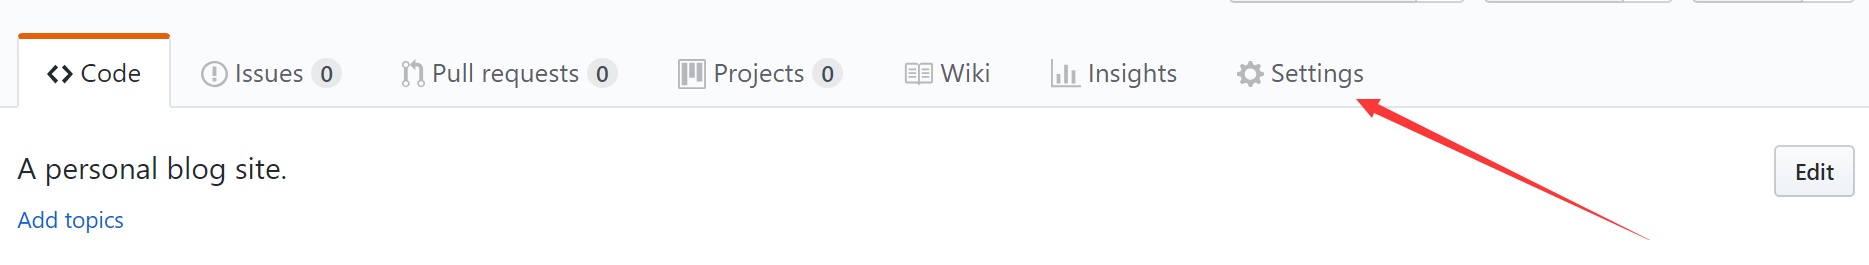 Code Issues 0 Pull requests 0 Projects 0 Wiki Insights Settings
A personal blog site.
Edit
Add topics